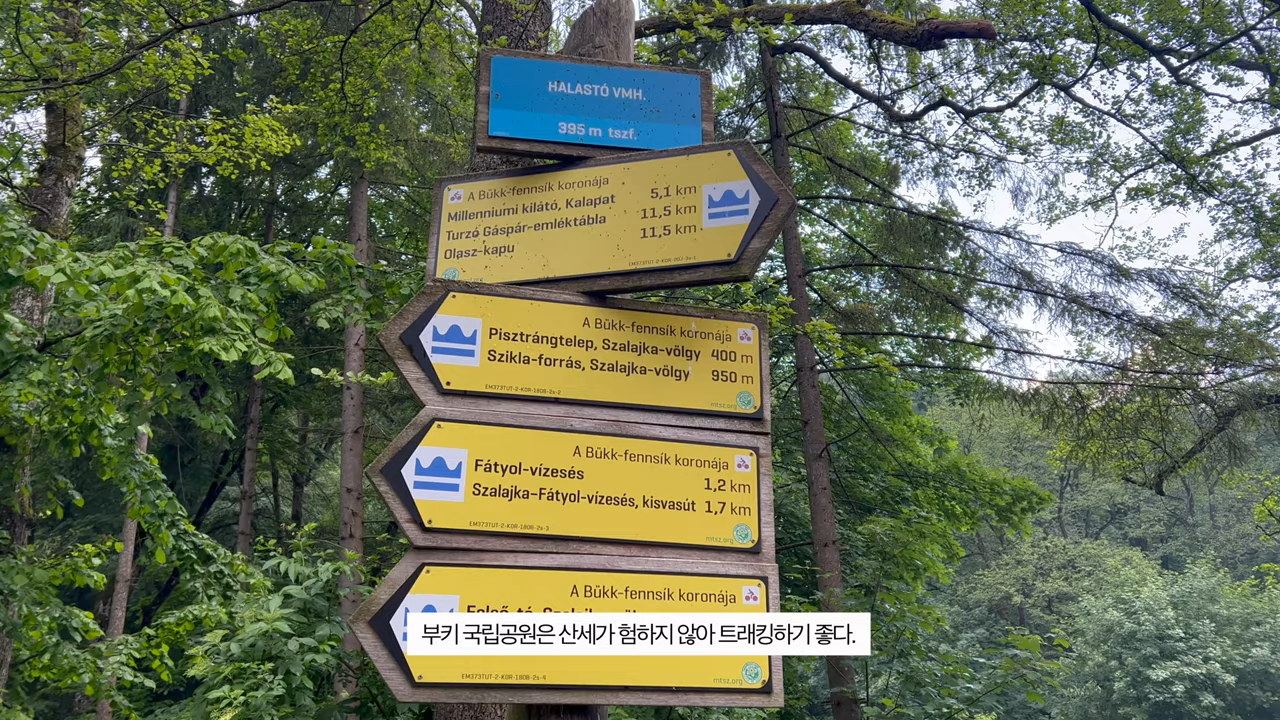 HALASTÓ VMH.
395 m tszf.
A Bükk-fennsík koronája
Millenniumi kilátó, Kalapat 5,1 km
Turzó Gáspár-emléktábla 11,5 km
Olasz-kapu 11,5 km
A Bükk-fennsík koronája
Pisztrángtelep, Szalajka-völgy 400 m
Szikla-forrás, Szalajka-völgy 950 m
EM373TUT-2-KOR-180B-2s-2
mtsz.org
A Bükk-fennsík koronája
Fátyol-vízesés 1,2 km
Szalajka-Fátyol-vízesés, kisvasút 1,7 km
EM373TUT-2-KOR-180B-2s-3
mtsz.org
A Bükk-fennsík koronája
부키 국립공원은 산세가 험하지 않아 트래킹하기 좋다.
EM373TUT-2-KOR-180B-2s-4
mtsz.org